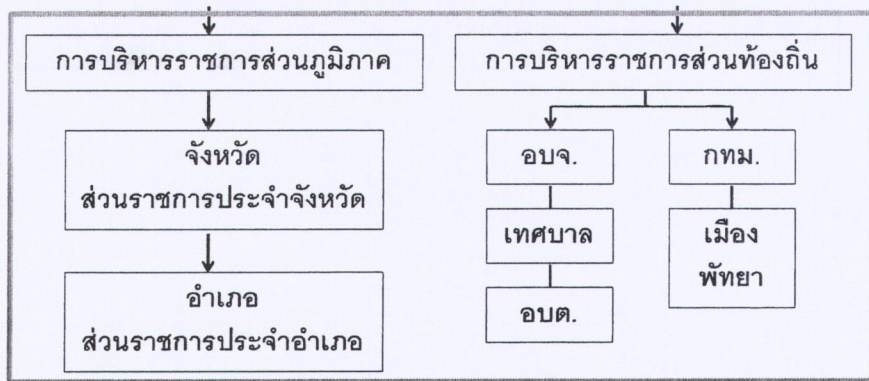 การบริหารราชการส่วนภูมิภาค
การบริหารราชการส่วนท้องถิ่น
จังหวัด
ส่วนราชการประจำจังหวัด
อำเภอ
ส่วนราชการประจำอำเภอ
อบจ.
กทม.
เทศบาล
เมือง
พัทยา
อบต.